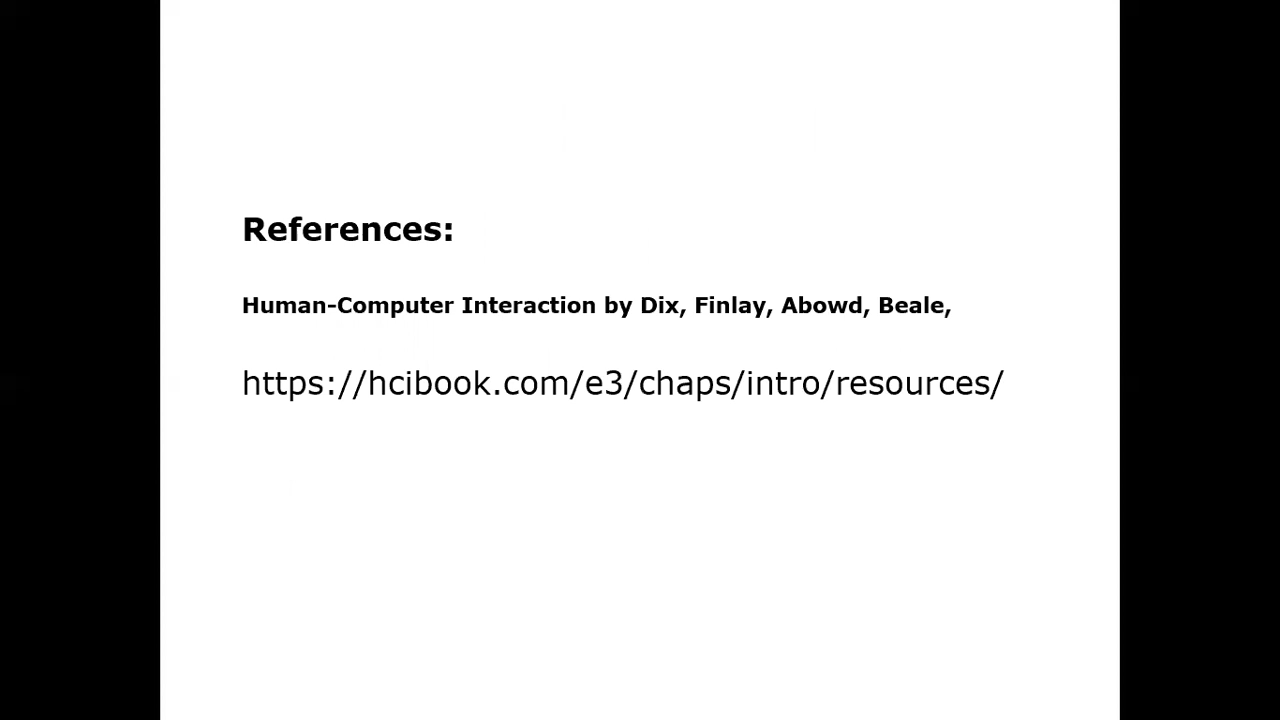 References:
Human-Computer Interaction by Dix, Finlay, Abowd, Beale,
https://hcibook.com/e3/chaps/intro/resources/